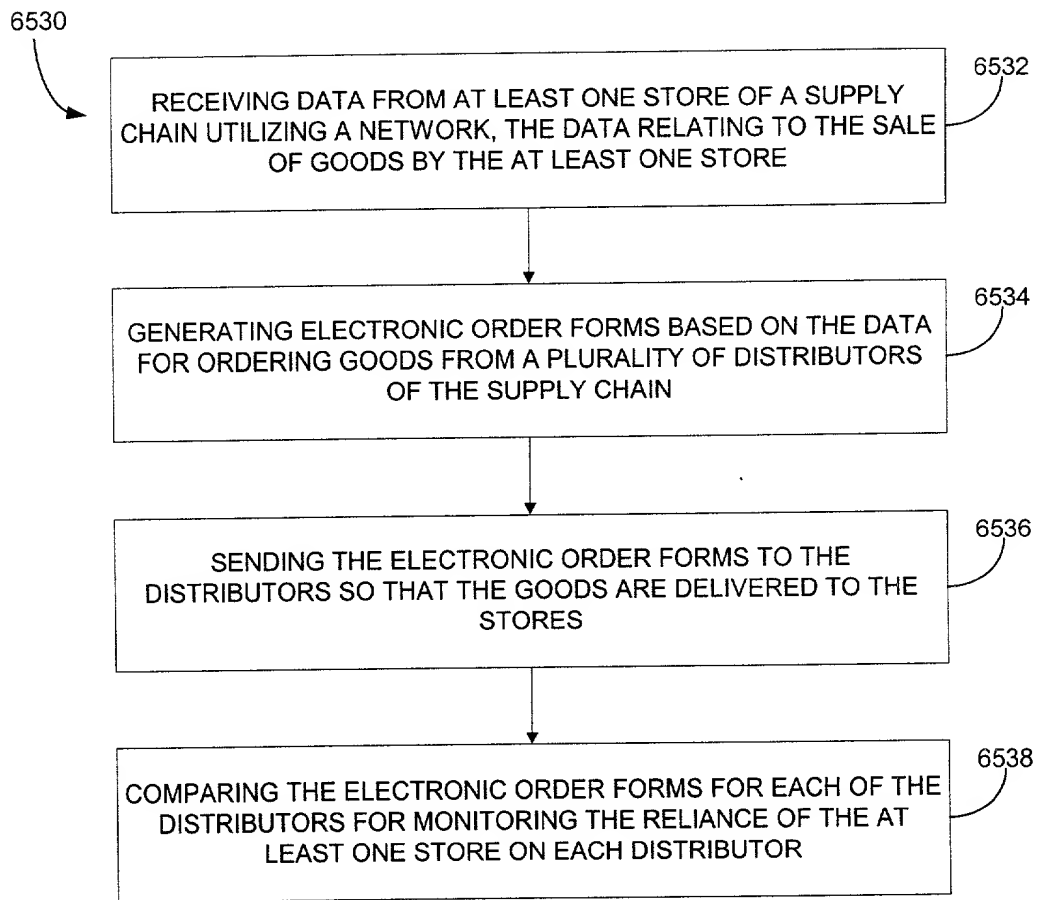 6530
6532
RECEIVING DATA FROM AT LEAST ONE STORE OF A SUPPLY
CHAIN UTILIZING A NETWORK, THE DATA RELATING TO THE SALE
OF GOODS BY THE AT LEAST ONE STORE
6534
GENERATING ELECTRONIC ORDER FORMS BASED ON THE DATA
FOR ORDERING GOODS FROM A PLURALITY OF DISTRIBUTORS
OF THE SUPPLY CHAIN
6536
SENDING THE ELECTRONIC ORDER FORMS TO THE
DISTRIBUTORS SO THAT THE GOODS ARE DELIVERED TO THE
STORES
6538
COMPARING THE ELECTRONIC ORDER FORMS FOR EACH OF THE
DISTRIBUTORS FOR MONITORING THE RELIANCE OF THE AT
LEAST ONE STORE ON EACH DISTRIBUTOR